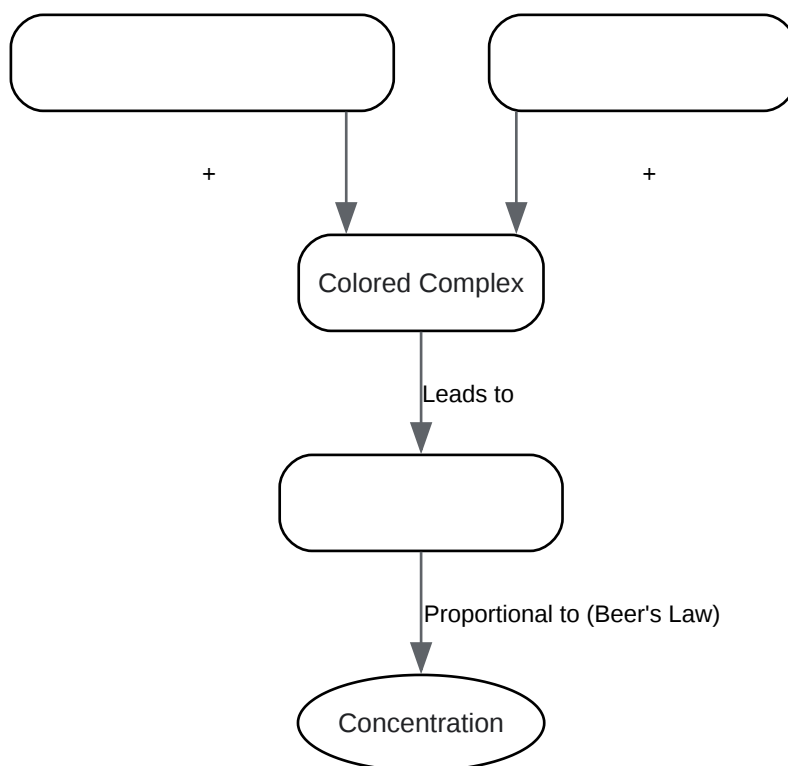 +
+
Colored Complex
Leads to
Proportional to (Beer's Law)
Concentration